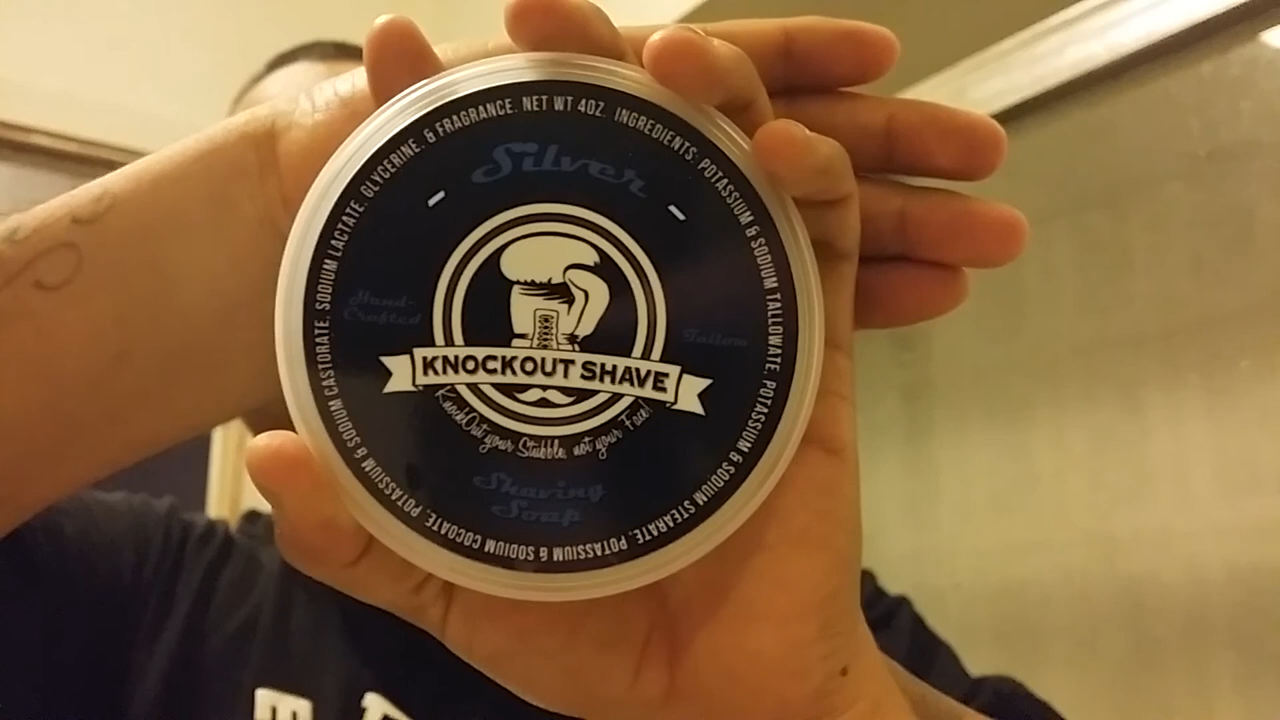 Silver
Hand-
Crafted
Tallow
KNOCKOUT SHAVE
KnockOut your Stubble, not your Face!
Shaving
Soap
INGREDIENTS: POTASSIUM & SODIUM TALLOWATE, POTASSIUM & SODIUM STEARATE, POTASSIUM & SODIUM COCOATE, POTASSIUM & SODIUM CASTORATE, SODIUM LACTATE, GLYCERINE, & FRAGRANCE. NET WT 4OZ.